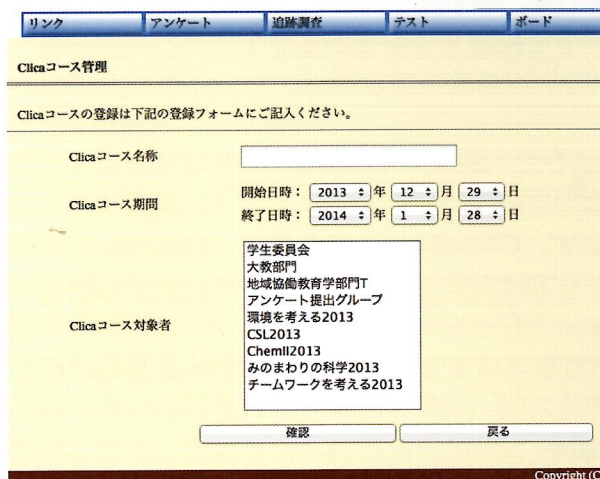 リンク アンケート 追跡調査 テスト ボード
Clicaコース管理
Clicaコースの登録は下記の登録フォームにご記入ください。
Clicaコース名称
Clicaコース期間
開始日時： 2013 年 12 月 29 日
終了日時： 2014 年 1 月 28 日
Clicaコース対象者
学生委員会
大教部門
地域協働教育学部門T
アンケート提出グループ
環境を考える2013
CSL2013
ChemII2013
みのまわりの科学2013
チームワークを考える2013
確認 戻る
Copyright (C